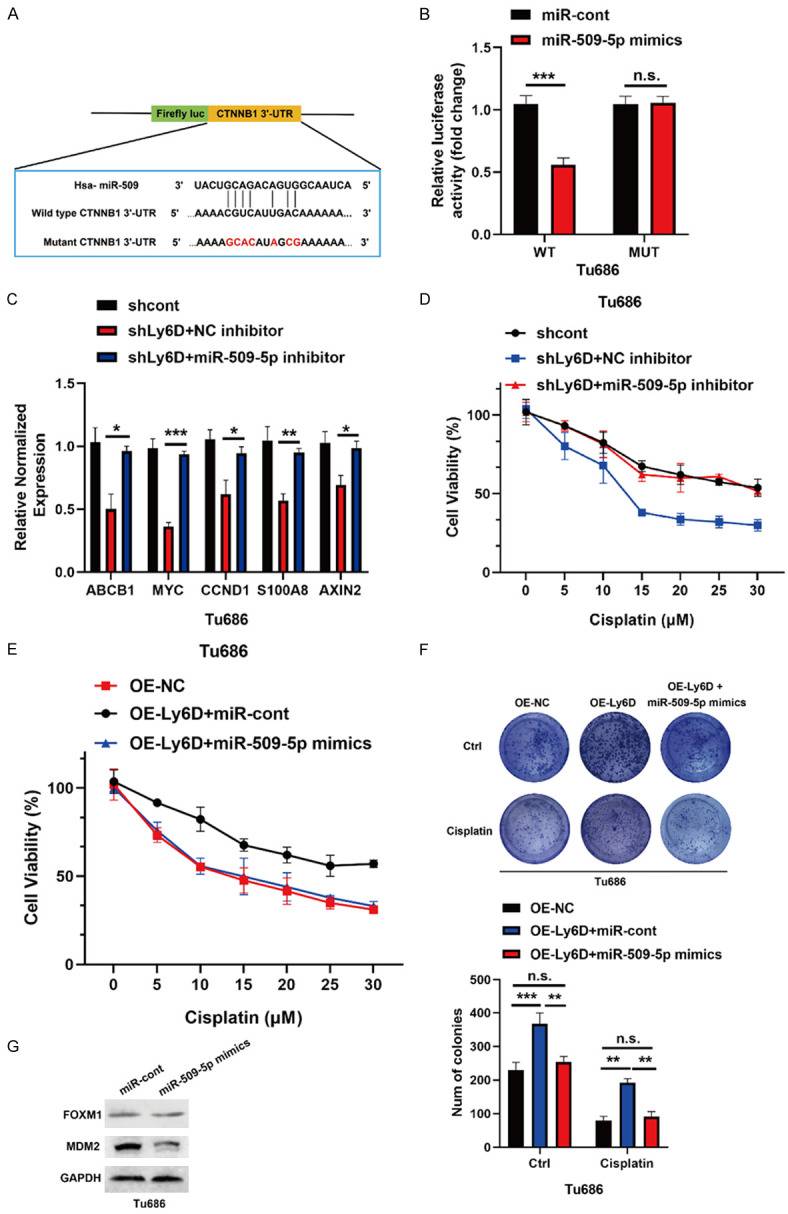 A
Firefly luc CTNNB1 3'-UTR
Hsa- miR-509 3' UACUGCAGACAGUGGCAAUCA 5'
Wild type CTNNB1 3'-UTR 5' ...AAAACGUCAUUGACAAAAAA... 3'
Mutant CTNNB1 3'-UTR 5' ...AAAAGCACAUAGCGAAAAAA... 3'
B
miR-cont
miR-509-5p mimics
Relative luciferase
activity (fold change)
1.5
1.0
0.5
0.0
***
n.s.
WT MUT
Tu686
C
shcont
shLy6D+NC inhibitor
shLy6D+miR-509-5p inhibitor
Relative Normalized
Expression
1.5
1.0
0.5
0.0
* *** * ** *
ABCB1 MYC CCND1 S100A8 AXIN2
Tu686
D
Tu686
shcont
shLy6D+NC inhibitor
shLy6D+miR-509-5p inhibitor
Cell Viability (%)
100
50
0
0 5 10 15 20 25 30
Cisplatin (μM)
E
Tu686
OE-NC
OE-Ly6D+miR-cont
OE-Ly6D+miR-509-5p mimics
Cell Viability (%)
100
50
0
0 5 10 15 20 25 30
Cisplatin (μM)
F
OE-NC OE-Ly6D OE-Ly6D +
miR-509-5p mimics
Ctrl
Cisplatin
Tu686
OE-NC
OE-Ly6D+miR-cont
OE-Ly6D+miR-509-5p mimics
Num of colonies
500
400
300
200
100
0
n.s.
*** **
n.s.
** **
Ctrl Cisplatin
Tu686
G
miR-cont miR-509-5p mimics
FOXM1
MDM2
GAPDH
Tu686